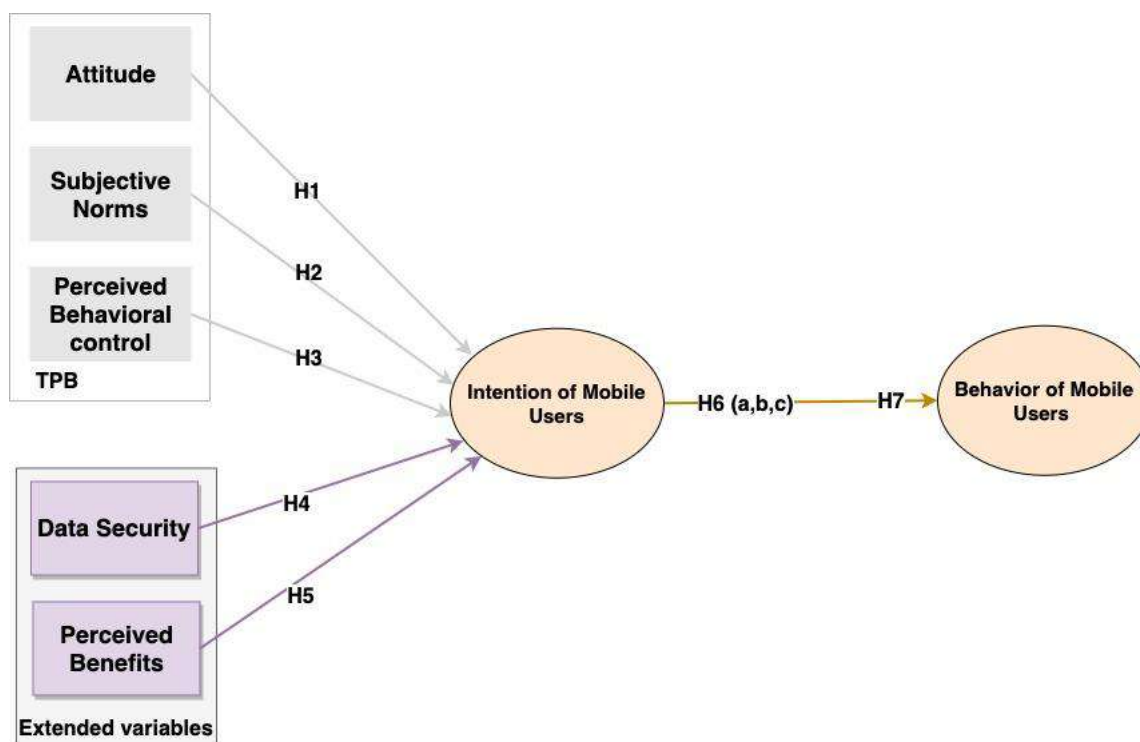 Attitude
Subjective
Norms
Perceived
Behavioral
control
TPB
H1
H2
H3
Intention of Mobile
Users
H6 (a,b,c)
H7
Behavior of Mobile
Users
H4
H5
Data Security
Perceived
Benefits
Extended variables